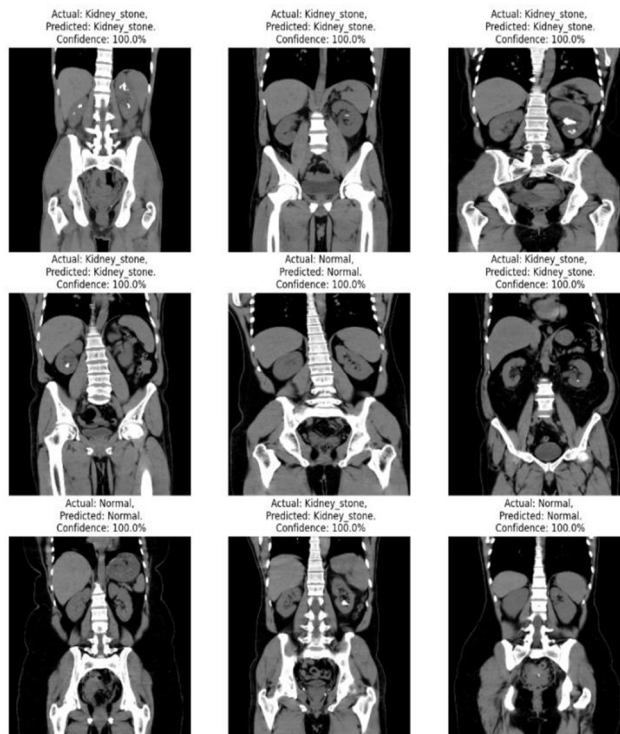 Actual: Kidney_stone,
Predicted: Kidney_stone.
Confidence: 100.0%
Actual: Kidney_stone,
Predicted: Kidney_stone.
Confidence: 100.0%
Actual: Kidney_stone,
Predicted: Kidney_stone.
Confidence: 100.0%
Actual: Kidney_stone,
Predicted: Kidney_stone.
Confidence: 100.0%
Actual: Normal,
Predicted: Normal.
Confidence: 100.0%
Actual: Kidney_stone,
Predicted: Kidney_stone.
Confidence: 100.0%
Actual: Normal,
Predicted: Normal.
Confidence: 100.0%
Actual: Kidney_stone,
Predicted: Kidney_stone.
Confidence: 100.0%
Actual: Normal,
Predicted: Normal.
Confidence: 100.0%